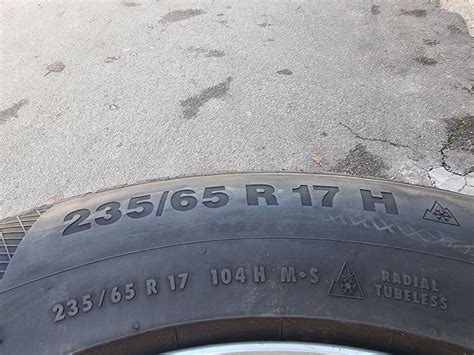 235/65 R 17 H
235/65 R 17 104 H M•S RADIAL
TUBELESS